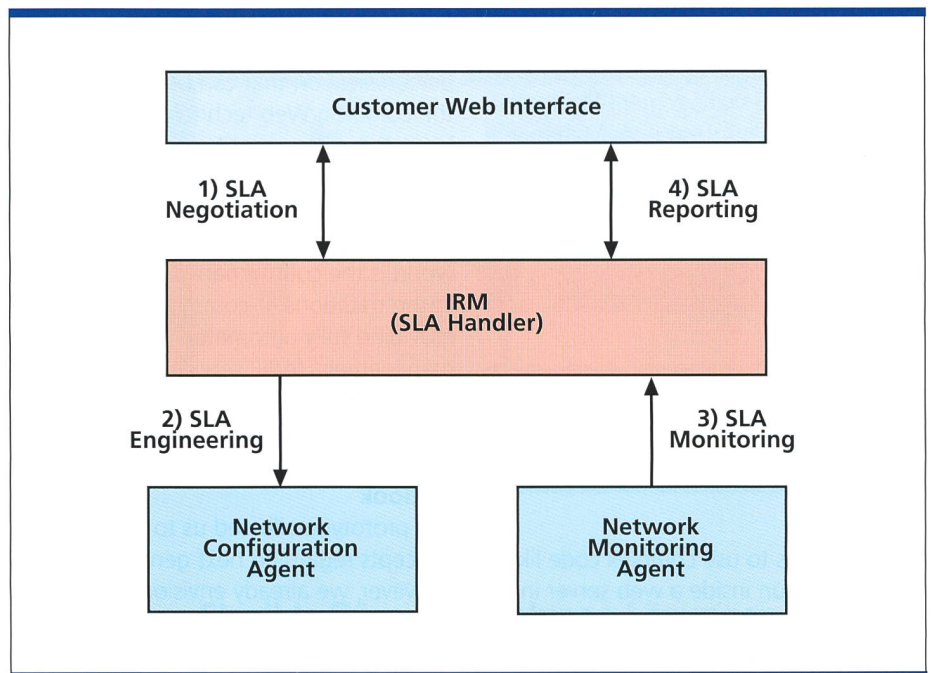 Customer Web Interface
1) SLA
Negotiation
4) SLA
Reporting
IRM
(SLA Handler)
2) SLA
Engineering
3) SLA
Monitoring
Network
Configuration
Agent
Network
Monitoring
Agent